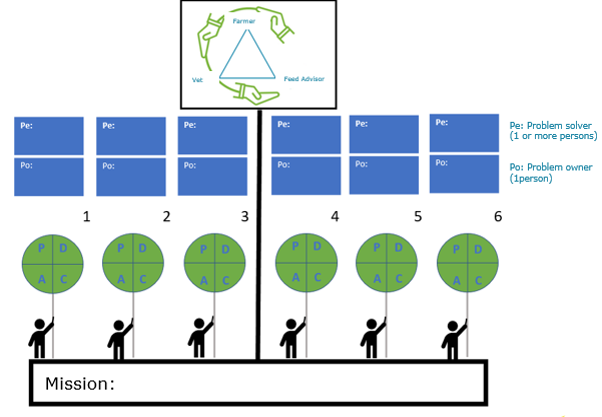 Farmer
Vet
Feed Advisor
Pe: Pe: Pe: Pe: Pe: Pe:
Pe: Problem solver
(1 or more persons)
Po: Po: Po: Po: Po: Po:
Po: Problem owner
(1person)
1 2 3 4 5 6
P D P D P D P D P D P D
A C A C A C A C A C A C
Mission: